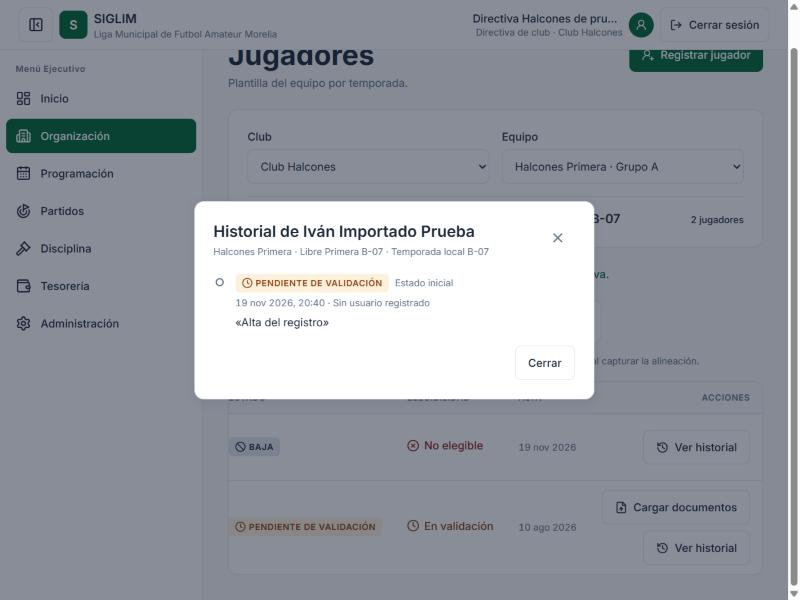 SIGLIM
Liga Municipal de Futbol Amateur Morelia
Directiva Halcones de pru...
Directiva de club · Club Halcones
Cerrar sesión
S
Menú Ejecutivo
Inicio
Organización
Programación
Partidos
Disciplina
Tesorería
Administración
Jugadores
Plantilla del equipo por temporada.
Registrar jugador
Club
Equipo
Club Halcones
Halcones Primera · Grupo A
B-07
2 jugadores
Historial de Iván Importado Prueba
Halcones Primera · Libre Primera B-07 · Temporada local B-07
PENDIENTE DE VALIDACIÓN Estado inicial
19 nov 2026, 20:40 · Sin usuario registrado
«Alta del registro»
Cerrar
al capturar la alineación.
ACCIONES
BAJA
No elegible
19 nov 2026
Ver historial
PENDIENTE DE VALIDACIÓN
En validación
10 ago 2026
Cargar documentos
Ver historial